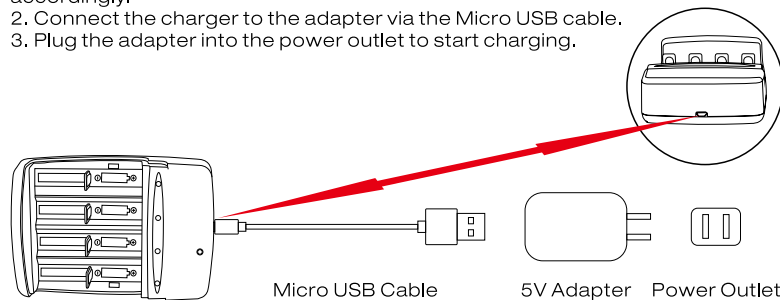 accordingly.
2. Connect the charger to the adapter via the Micro USB cable.
3. Plug the adapter into the power outlet to start charging.
Micro USB Cable
5V Adapter
Power Outlet